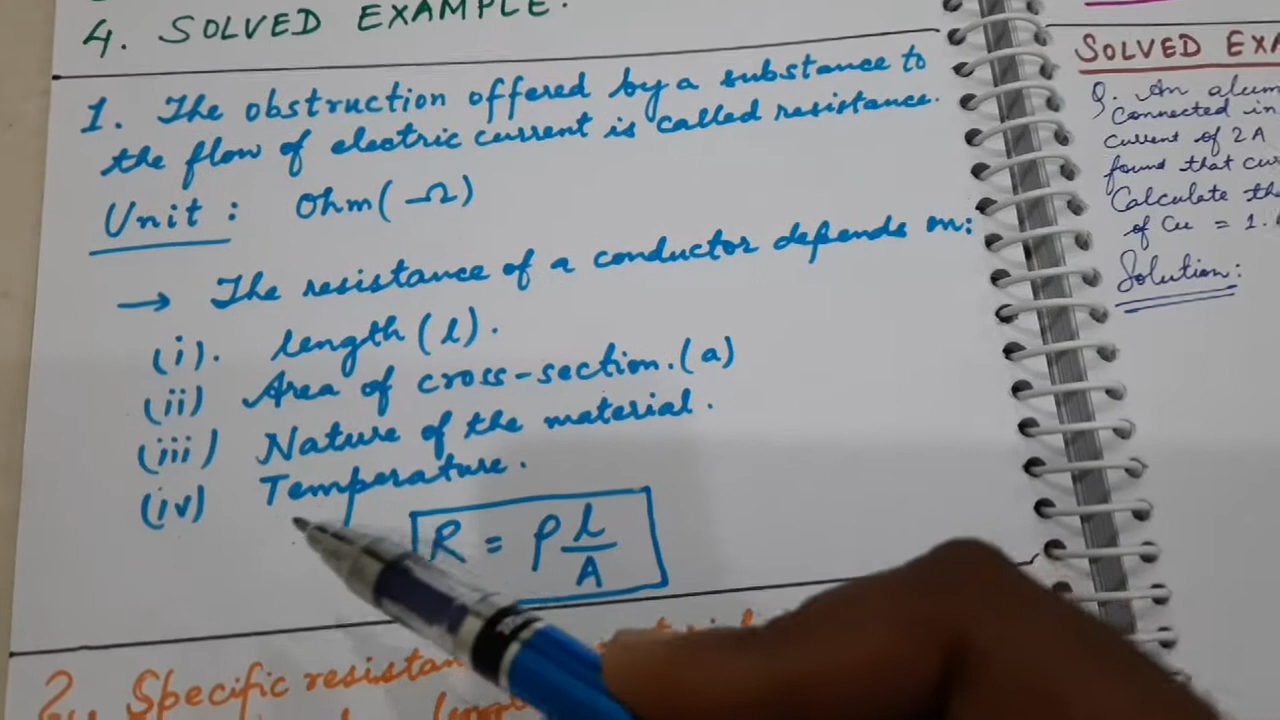 4. SOLVED EXAMPLE.
1. The obstruction offered by a substance to
the flow of electric current is called resistance.
Unit : Ohm (Ω)
→ The resistance of a conductor depends on:
(i). length (l).
(ii) Area of cross-section. (a)
(iii) Nature of the material.
(iv) Temperature.
R = ρ l/A
2. Specific resistan
SOLVED EXA
Q. An alum
Connected in
current of 2A
found that cur
Calculate th
of Cu = 1.
Solution: